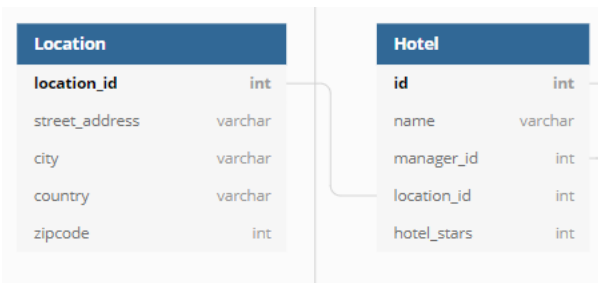 Location
location_id int
street_address varchar
city varchar
country varchar
zipcode int
Hotel
id int
name varchar
manager_id int
location_id int
hotel_stars int